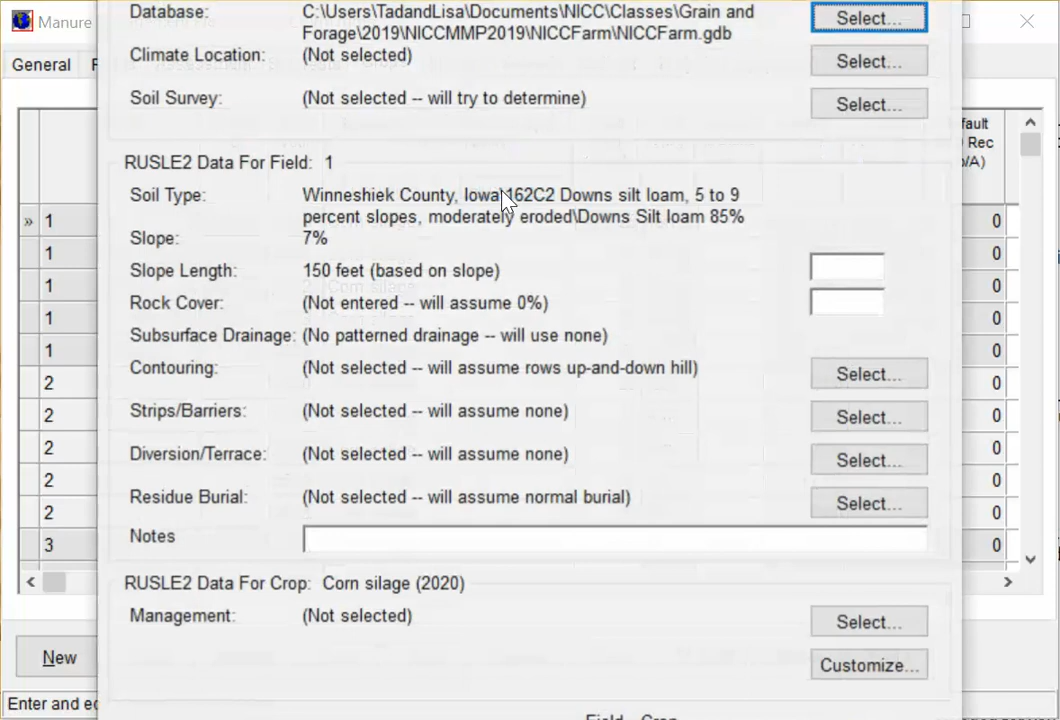 Manure
General
Database: C:\Users\TadandLisa\Documents\NICC\Classes\Grain and
Forage\2019\NICCMMP2019\NICCFarm\NICCFarm.gdb
Select...
Climate Location: (Not selected) Select...
Soil Survey: (Not selected -- will try to determine) Select...
RUSLE2 Data For Field: 1
Soil Type: Winneshiek County, Iowa\162C2 Downs silt loam, 5 to 9
percent slopes, moderately eroded\Downs Silt loam 85%
Slope: 7%
Slope Length: 150 feet (based on slope)
Rock Cover: (Not entered -- will assume 0%)
Subsurface Drainage: (No patterned drainage -- will use none)
Contouring: (Not selected -- will assume rows up-and-down hill) Select...
Strips/Barriers: (Not selected -- will assume none) Select...
Diversion/Terrace: (Not selected -- will assume none) Select...
Residue Burial: (Not selected -- will assume normal burial) Select...
Notes
RUSLE2 Data For Crop: Corn silage (2020)
Management: (Not selected) Select...
Customize...
fault
Rec
/A)
» 1 0
1 0
1 0
1 0
1 0
2 0
2 0
2 0
2 0
2 0
3 0
New
Enter and